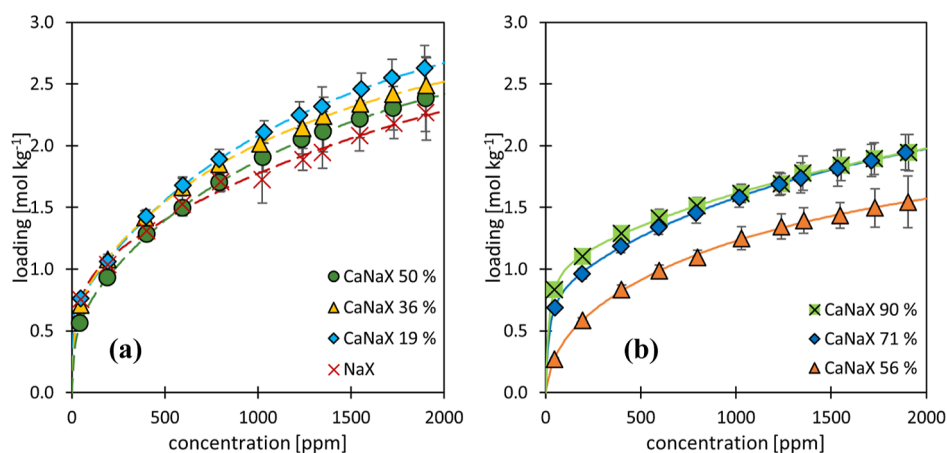 3.0
2.5
2.0
1.5
1.0
0.5
0.0
loading [mol kg⁻¹]
CaNaX 50 %
CaNaX 36 %
CaNaX 19 %
NaX
(a)
0 500 1000 1500 2000
concentration [ppm]
3.0
2.5
2.0
1.5
1.0
0.5
0.0
loading [mol kg⁻¹]
CaNaX 90 %
CaNaX 71 %
CaNaX 56 %
(b)
0 500 1000 1500 2000
concentration [ppm]